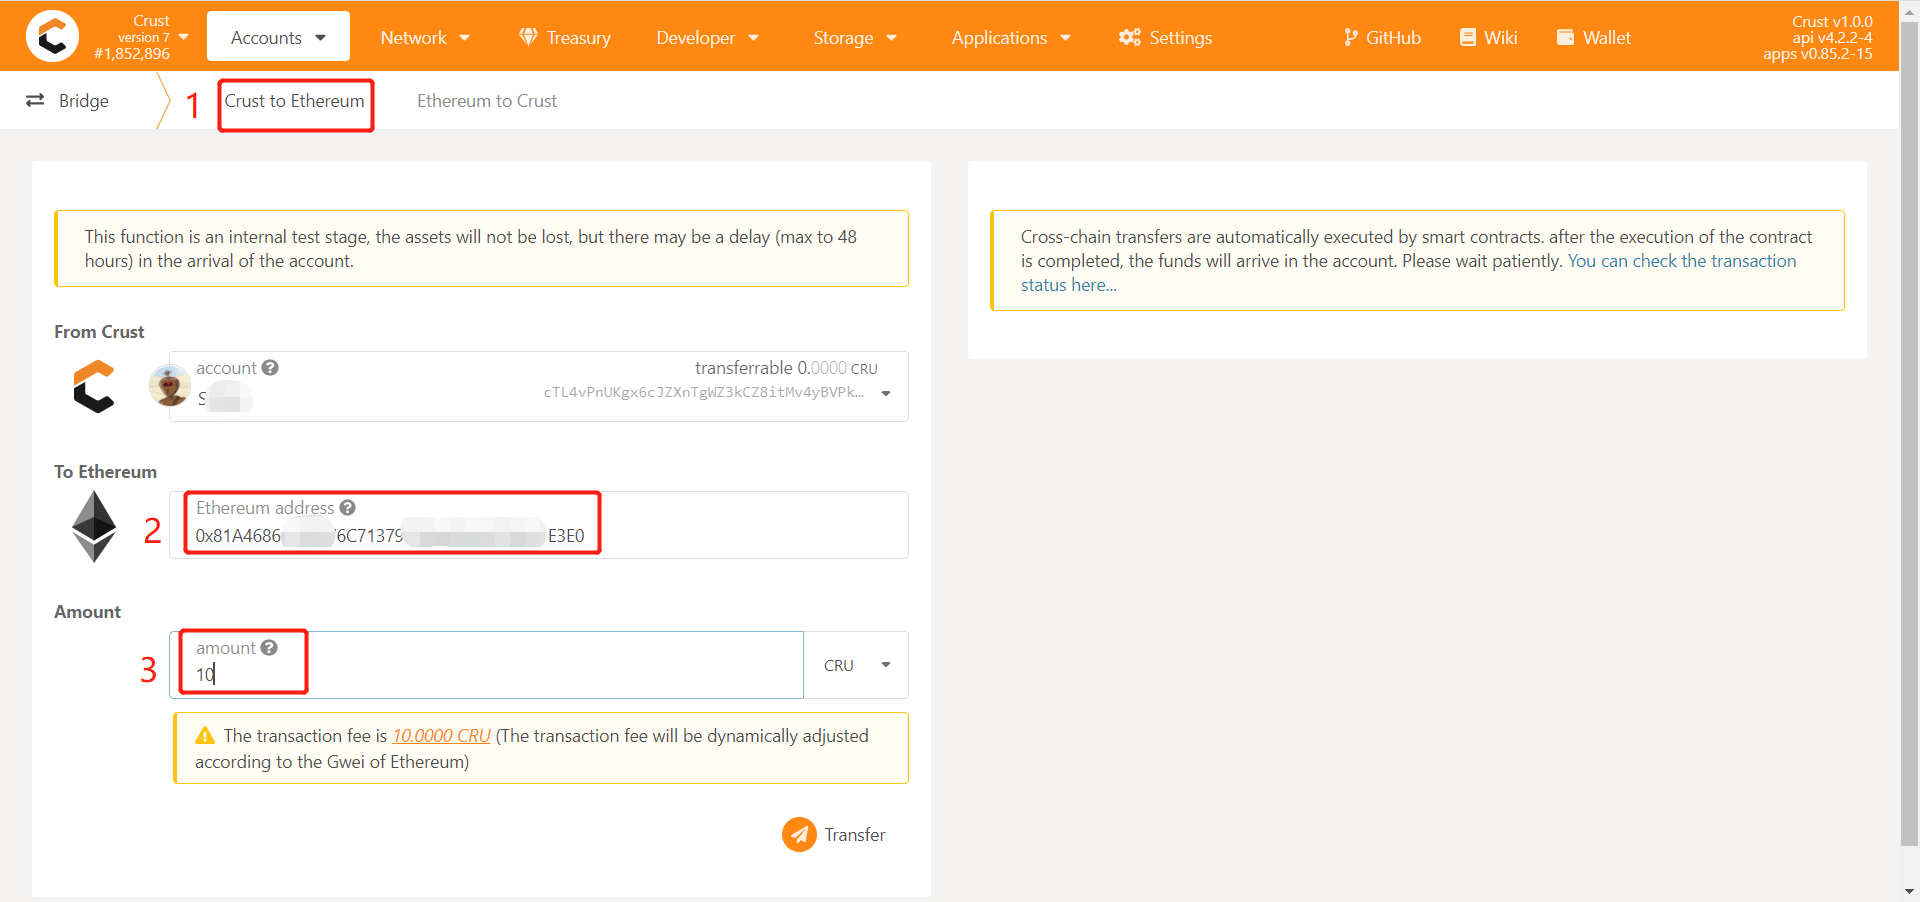 Crust
version 7
#1,852,896
Accounts
Network
Treasury
Developer
Storage
Applications
Settings
GitHub
Wiki
Wallet
Crust v1.0.0
api v4.2.2-4
apps v0.85.2-15
Bridge
1
Crust to Ethereum
Ethereum to Crust
This function is an internal test stage, the assets will not be lost, but there may be a delay (max to 48
hours) in the arrival of the account.
Cross-chain transfers are automatically executed by smart contracts. after the execution of the contract
is completed, the funds will arrive in the account. Please wait patiently. You can check the transaction
status here...
From Crust
account ?
transferrable 0.0000 CRU
S
cTL4vPnUKgx6cJZXnTgWZ3kCZ8itMv4yBVPk…
To Ethereum
2
Ethereum address ?
0x81A4686 6C71379 E3E0
Amount
3
amount ?
10
CRU
The transaction fee is 10.0000 CRU (The transaction fee will be dynamically adjusted
according to the Gwei of Ethereum)
Transfer